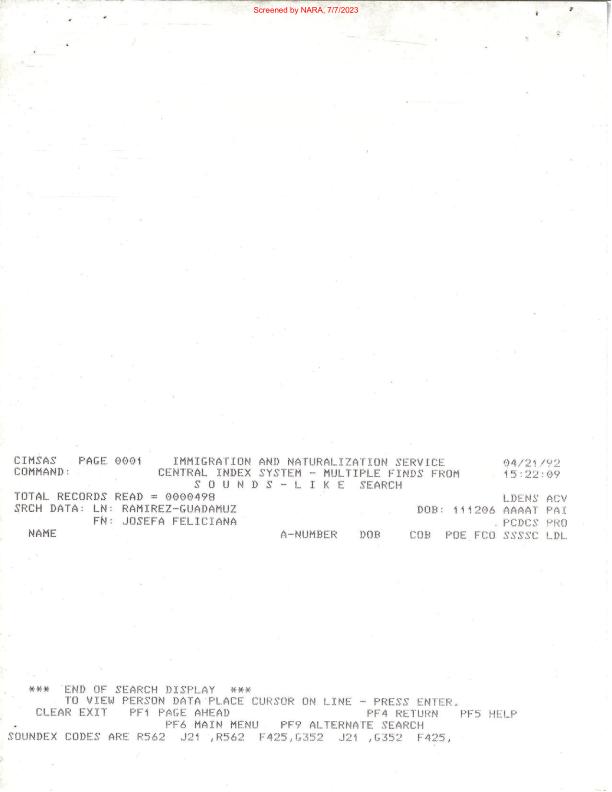 Screened by NARA, 7/7/2023
CIMSAS PAGE 0001 IMMIGRATION AND NATURALIZATION SERVICE 04/21/92
COMMAND: CENTRAL INDEX SYSTEM - MULTIPLE FINDS FROM 15:22:09
S O U N D S - L I K E SEARCH
TOTAL RECORDS READ = 0000498 LDENS ACV
SRCH DATA: LN: RAMIREZ-GUADAMUZ DOB: 111206 AAAAT PAI
FN: JOSEFA FELICIANA PCDCS PRO
NAME A-NUMBER DOB COB POE FCO SSSSC LDL
*** END OF SEARCH DISPLAY ***
TO VIEW PERSON DATA PLACE CURSOR ON LINE - PRESS ENTER.
CLEAR EXIT PF1 PAGE AHEAD PF4 RETURN PF5 HELP
PF6 MAIN MENU PF9 ALTERNATE SEARCH
SOUNDEX CODES ARE R562 J21 ,R562 F425,G352 J21 ,G352 F425,